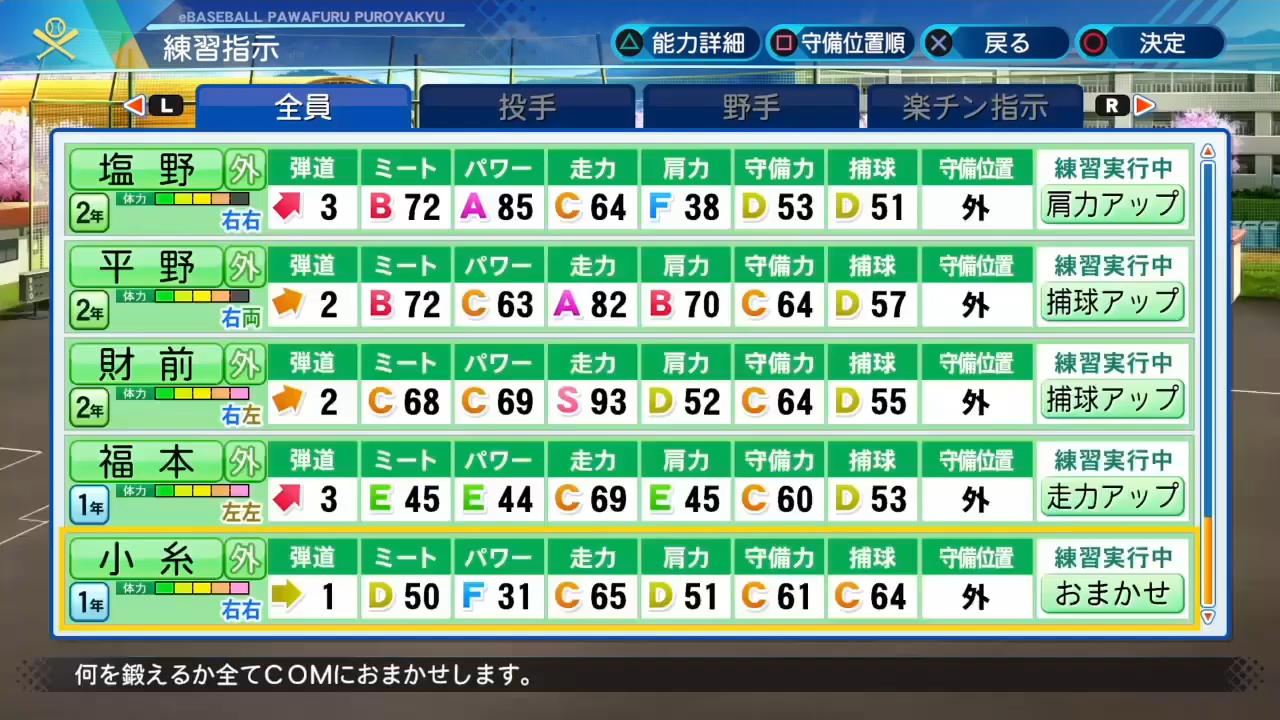 eBASEBALL PAWAFURU PUROYAKYU
練習指示
能力詳細 守備位置順 戻る 決定
L 全員 投手 野手 楽チン指示 R
塩野 外 弾道 ミート パワー 走力 肩力 守備力 捕球 守備位置 練習実行中
2年 体力 右右 3 B 72 A 85 C 64 F 38 D 53 D 51 外 肩力アップ
平野 外 弾道 ミート パワー 走力 肩力 守備力 捕球 守備位置 練習実行中
2年 体力 右両 2 B 72 C 63 A 82 B 70 C 64 D 57 外 捕球アップ
財前 外 弾道 ミート パワー 走力 肩力 守備力 捕球 守備位置 練習実行中
2年 体力 右左 2 C 68 C 69 S 93 D 52 C 64 D 55 外 捕球アップ
福本 外 弾道 ミート パワー 走力 肩力 守備力 捕球 守備位置 練習実行中
1年 体力 左左 3 E 45 E 44 C 69 E 45 C 60 D 53 外 走力アップ
小糸 外 弾道 ミート パワー 走力 肩力 守備力 捕球 守備位置 練習実行中
1年 体力 右右 1 D 50 F 31 C 65 D 51 C 61 C 64 外 おまかせ
何を鍛えるか全てCOMにおまかせします。